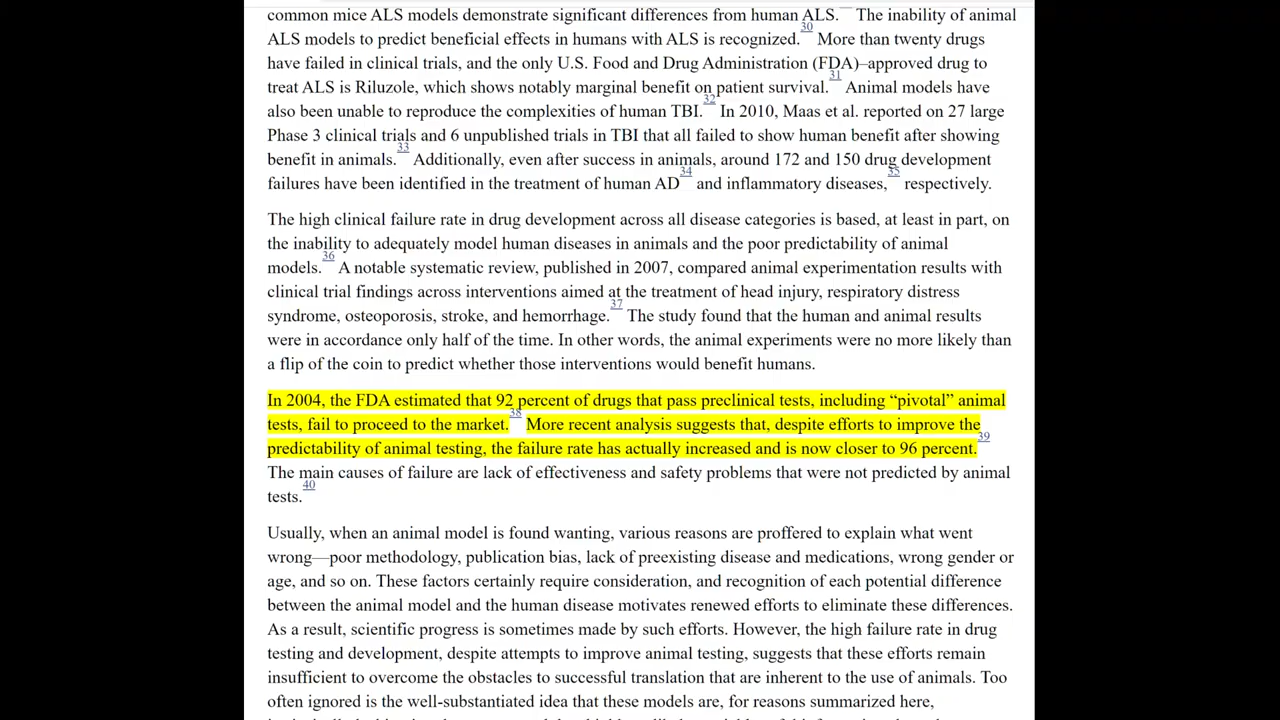 common mice ALS models demonstrate significant differences from human ALS. The inability of animal
ALS models to predict beneficial effects in humans with ALS is recognized.30 More than twenty drugs
have failed in clinical trials, and the only U.S. Food and Drug Administration (FDA)–approved drug to
treat ALS is Riluzole, which shows notably marginal benefit on patient survival.31 Animal models have
also been unable to reproduce the complexities of human TBI.32 In 2010, Maas et al. reported on 27 large
Phase 3 clinical trials and 6 unpublished trials in TBI that all failed to show human benefit after showing
benefit in animals.33 Additionally, even after success in animals, around 172 and 150 drug development
failures have been identified in the treatment of human AD34 and inflammatory diseases,35 respectively.
The high clinical failure rate in drug development across all disease categories is based, at least in part, on
the inability to adequately model human diseases in animals and the poor predictability of animal
models.36 A notable systematic review, published in 2007, compared animal experimentation results with
clinical trial findings across interventions aimed at the treatment of head injury, respiratory distress
syndrome, osteoporosis, stroke, and hemorrhage.37 The study found that the human and animal results
were in accordance only half of the time. In other words, the animal experiments were no more likely than
a flip of the coin to predict whether those interventions would benefit humans.
In 2004, the FDA estimated that 92 percent of drugs that pass preclinical tests, including “pivotal” animal
tests, fail to proceed to the market.38 More recent analysis suggests that, despite efforts to improve the
predictability of animal testing, the failure rate has actually increased and is now closer to 96 percent.39
The main causes of failure are lack of effectiveness and safety problems that were not predicted by animal
tests.40
Usually, when an animal model is found wanting, various reasons are proffered to explain what went
wrong—poor methodology, publication bias, lack of preexisting disease and medications, wrong gender or
age, and so on. These factors certainly require consideration, and recognition of each potential difference
between the animal model and the human disease motivates renewed efforts to eliminate these differences.
As a result, scientific progress is sometimes made by such efforts. However, the high failure rate in drug
testing and development, despite attempts to improve animal testing, suggests that these efforts remain
insufficient to overcome the obstacles to successful translation that are inherent to the use of animals. Too
often ignored is the well-substantiated idea that these models are, for reasons summarized here,